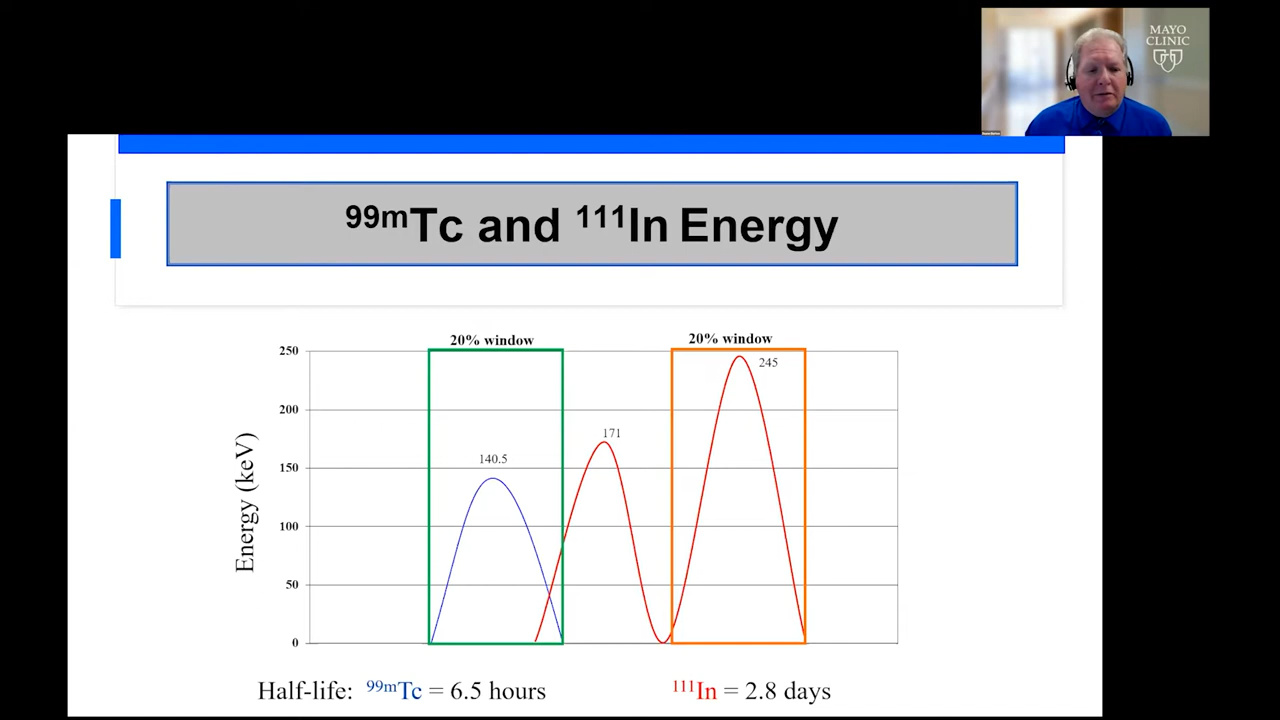 MAYO
CLINIC
99mTc and 111In Energy
20% window
20% window
250
200
150
100
50
0
Energy (keV)
140.5
171
245
Half-life: 99mTc = 6.5 hours
111In = 2.8 days